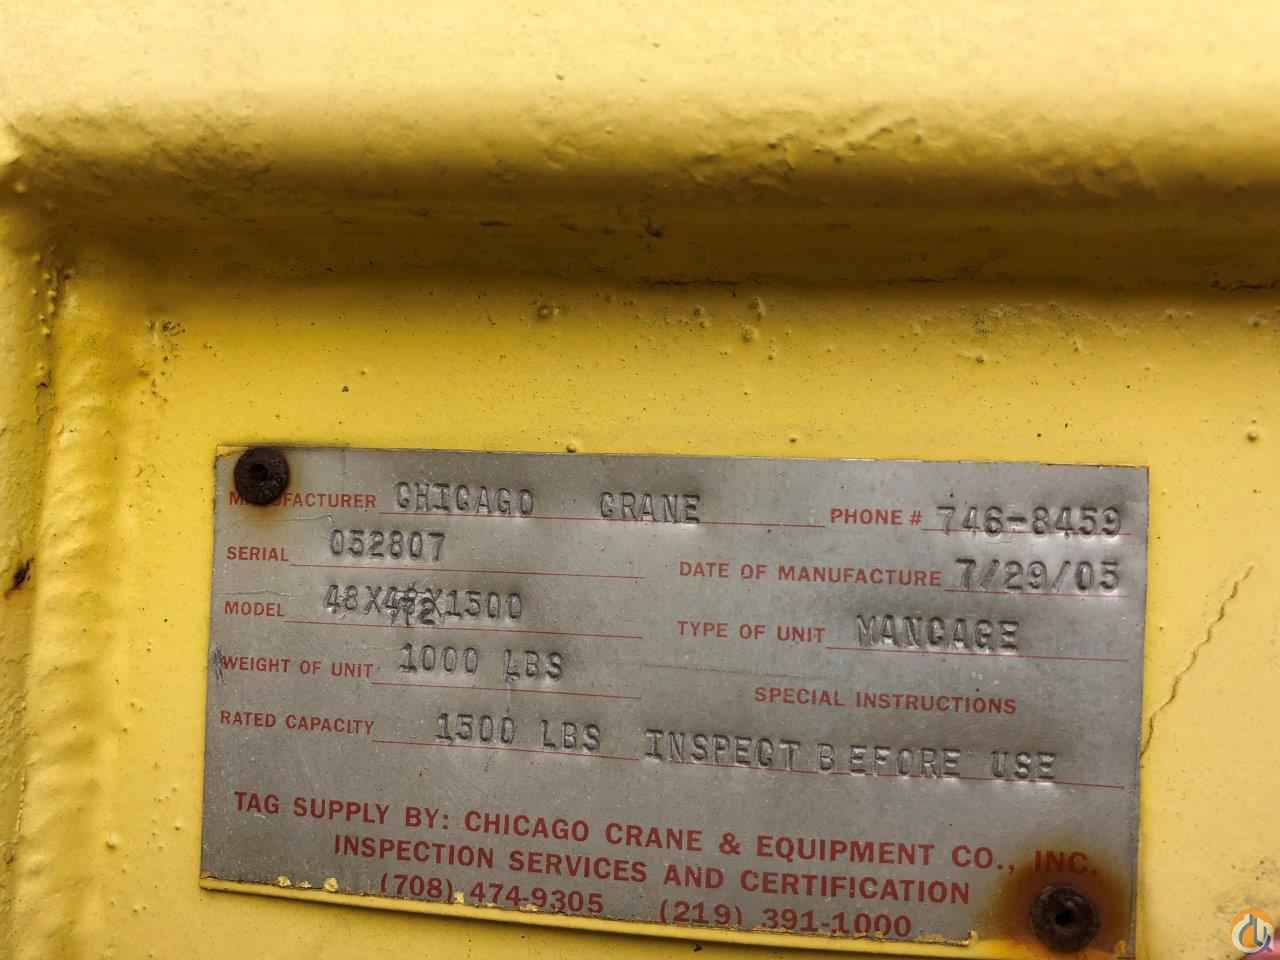 MANUFACTURER CHICAGO CRANE PHONE # 746-8459
SERIAL 052807 DATE OF MANUFACTURE 7/29/05
MODEL 48X72X1500 TYPE OF UNIT MANCAGE
WEIGHT OF UNIT 1000 LBS
SPECIAL INSTRUCTIONS
RATED CAPACITY 1500 LBS INSPECT BEFORE USE
TAG SUPPLY BY: CHICAGO CRANE & EQUIPMENT CO., INC.
INSPECTION SERVICES AND CERTIFICATION
(708) 474-9305 (219) 391-1000